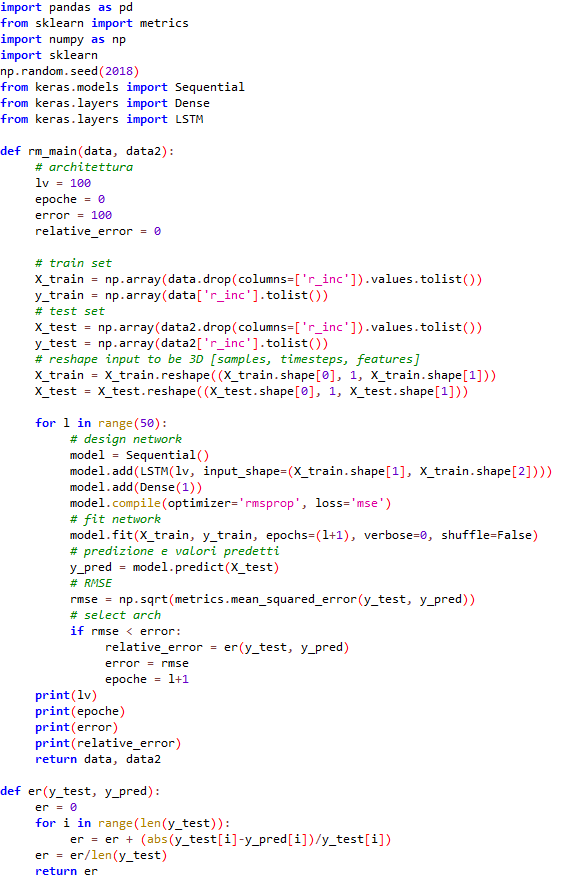 import pandas as pd
from sklearn import metrics
import numpy as np
import sklearn
np.random.seed(2018)
from keras.models import Sequential
from keras.layers import Dense
from keras.layers import LSTM

def rm_main(data, data2):
     # architettura
     lv = 100
     epoche = 0
     error = 100
     relative_error = 0

     # train set
     X_train = np.array(data.drop(columns=['r_inc']).values.tolist())
     y_train = np.array(data['r_inc'].tolist())
     # test set
     X_test = np.array(data2.drop(columns=['r_inc']).values.tolist())
     y_test = np.array(data2['r_inc'].tolist())
     # reshape input to be 3D [samples, timesteps, features]
     X_train = X_train.reshape((X_train.shape[0], 1, X_train.shape[1]))
     X_test = X_test.reshape((X_test.shape[0], 1, X_test.shape[1]))

     for l in range(50):
          # design network
          model = Sequential()
          model.add(LSTM(lv, input_shape=(X_train.shape[1], X_train.shape[2])))
          model.add(Dense(1))
          model.compile(optimizer='rmsprop', loss='mse')
          # fit network
          model.fit(X_train, y_train, epochs=(l+1), verbose=0, shuffle=False)
          # predizione e valori predetti
          y_pred = model.predict(X_test)
          # RMSE
          rmse = np.sqrt(metrics.mean_squared_error(y_test, y_pred))
          # select arch
          if rmse < error:
               relative_error = er(y_test, y_pred)
               error = rmse
               epoche = l+1
     print(lv)
     print(epoche)
     print(error)
     print(relative_error)
     return data, data2

def er(y_test, y_pred):
     er = 0
     for i in range(len(y_test)):
          er = er + (abs(y_test[i]-y_pred[i])/y_test[i])
     er = er/len(y_test)
     return er